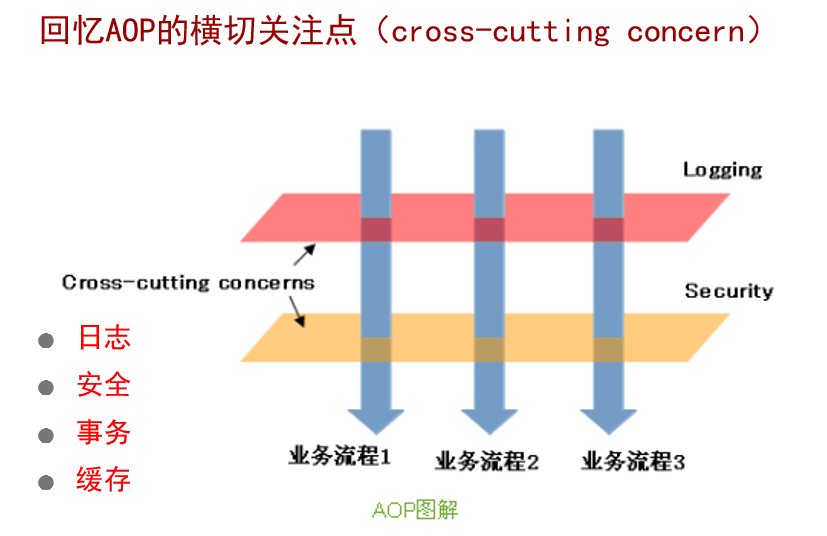 回忆AOP的横切关注点（cross-cutting concern）
Logging
Cross-cutting concerns
Security
日志
安全
事务
缓存
业务流程1
业务流程2
业务流程3
AOP图解